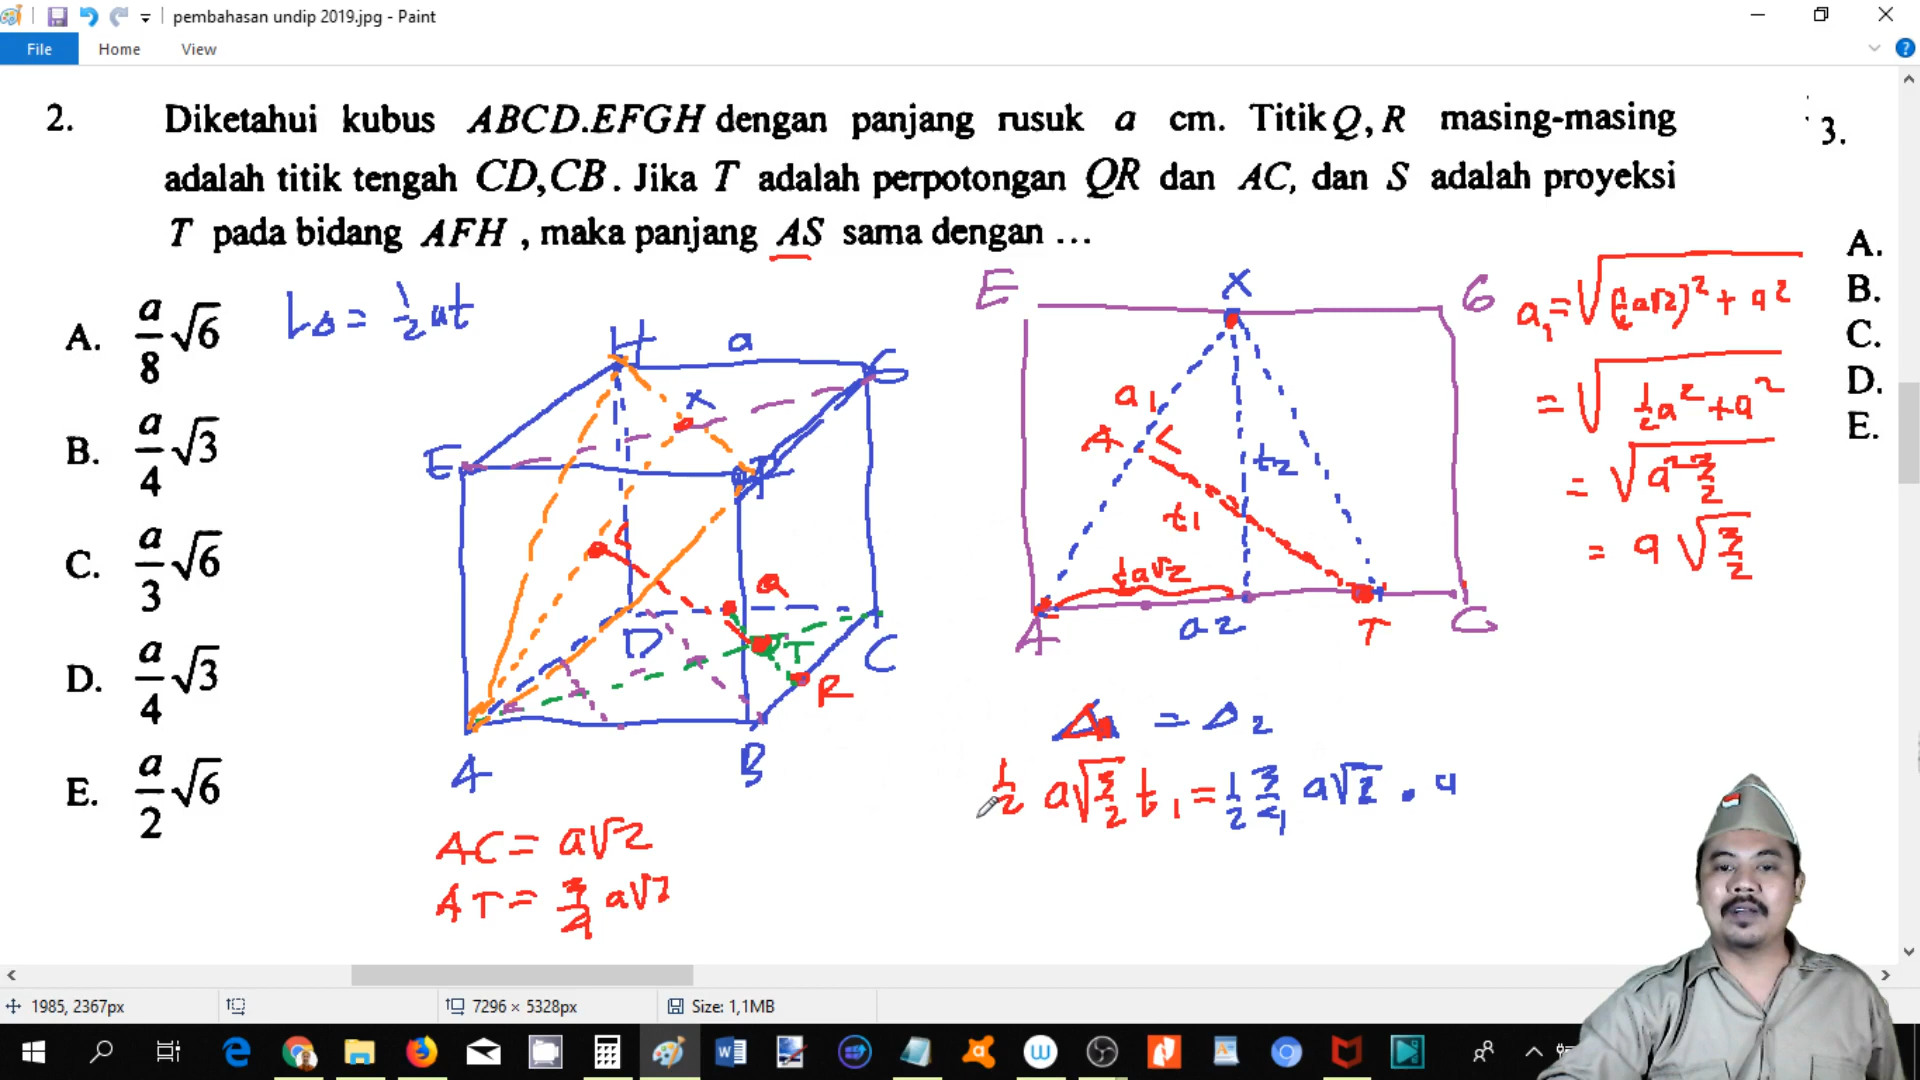 pembahasan undip 2019.jpg - Paint
File Home View
2. Diketahui kubus ABCD.EFGH dengan panjang rusuk a cm. Titik Q, R masing-masing
adalah titik tengah CD, CB. Jika T adalah perpotongan QR dan AC, dan S adalah proyeksi
T pada bidang AFH, maka panjang AS sama dengan ...
A. a/8 √6
B. a/4 √3
C. a/3 √6
D. a/4 √3
E. a/2 √6
L△ = 1/2 at
H a G
X
E F
D T C
R
A B
Q
AC = a√2
AT = 3/4 a√2
E X G
a1
t2
t1
1/2 a√2
A a2 T C
a1 = √((1/2 a√2)² + a²)
= √(1/2 a² + a²)
= √(a² 3/2)
= a √(3/2)
△1 = △2
1/2 a√(3/2) t1 = 1/2 3/4 a√2 . a
3.
A.
B.
C.
D.
E.
1985, 2367px 7296 × 5328px Size: 1,1MB